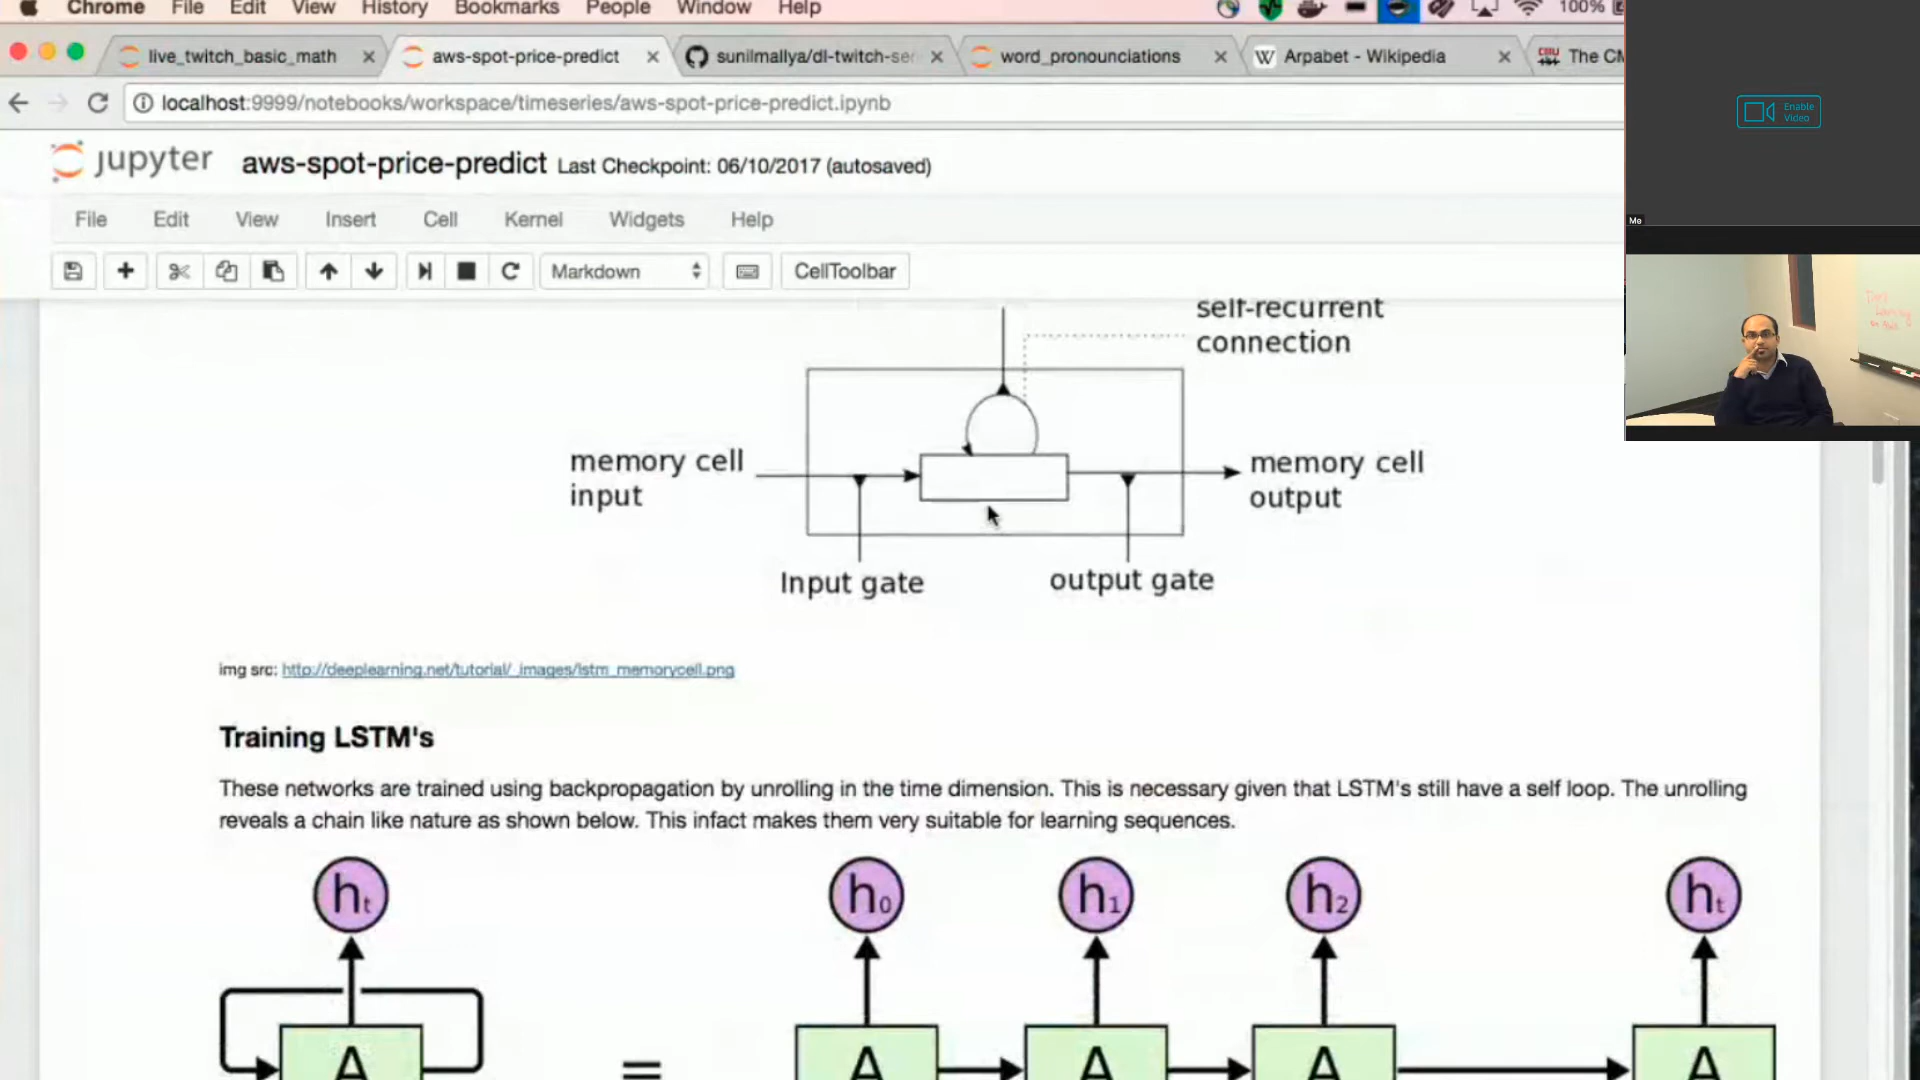 Chrome File Edit View History Bookmarks People Window Help 100%
live_twitch_basic_math aws-spot-price-predict sunilmallya/dl-twitch-se word_pronounciations Arpabet - Wikipedia The CM
localhost:9999/notebooks/workspace/timeseries/aws-spot-price-predict.ipynb
Enable
Video
Me
jupyter aws-spot-price-predict Last Checkpoint: 06/10/2017 (autosaved)
File Edit View Insert Cell Kernel Widgets Help
Markdown CellToolbar
self-recurrent
connection
memory cell
input
memory cell
output
Input gate
output gate
img src: http://deeplearning.net/tutorial/_images/lstm_memorycell.png
Training LSTM's
These networks are trained using backpropagation by unrolling in the time dimension. This is necessary given that LSTM's still have a self loop. The unrolling
reveals a chain like nature as shown below. This infact makes them very suitable for learning sequences.
ht h0 h1 h2 ht
A = A A A A